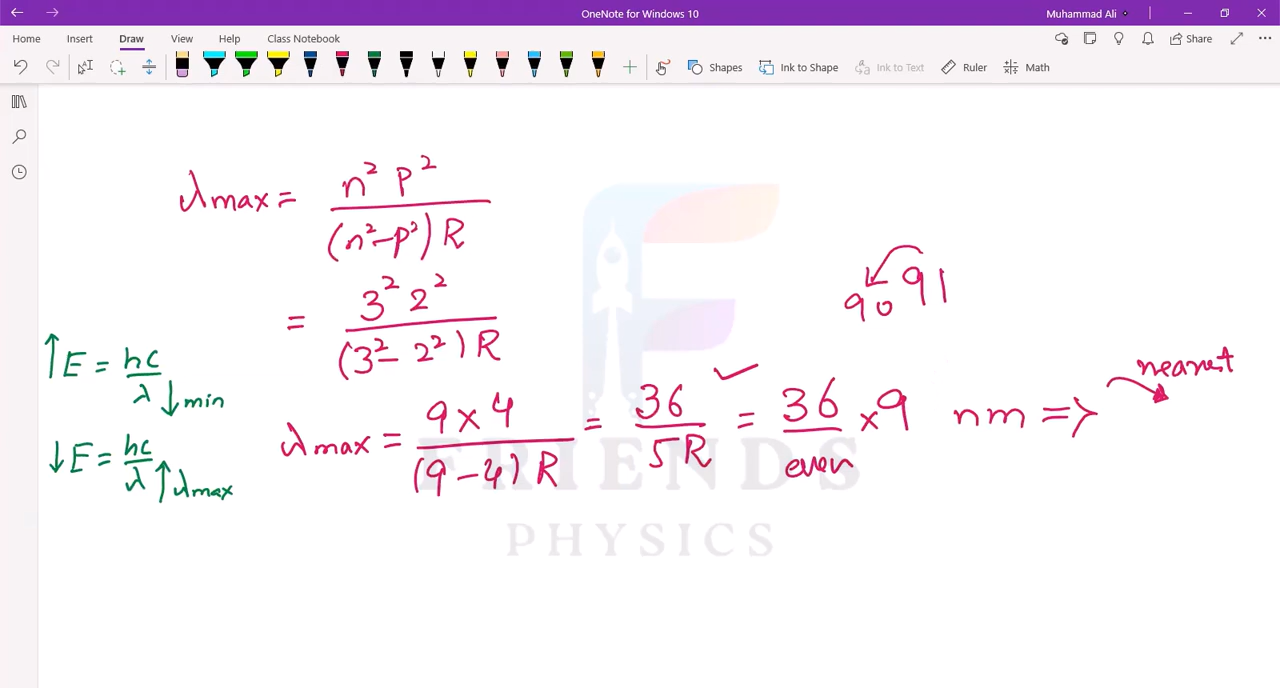 OneNote for Windows 10
Muhammad Ali
Home Insert Draw View Help Class Notebook Share
Shapes Ink to Shape Ink to Text Ruler Math
λmax = n² p² / (n²-p²) R
= 3² 2² / (3²- 2²) R
90 91
↑E = hc/λ↓ min
nearest
λmax = 9 × 4 / (9 - 4) R = 36 / 5R = 36 / even × 9 nm ⇒
↓E = hc/λ↑ λmax
FRIENDS
PHYSICS